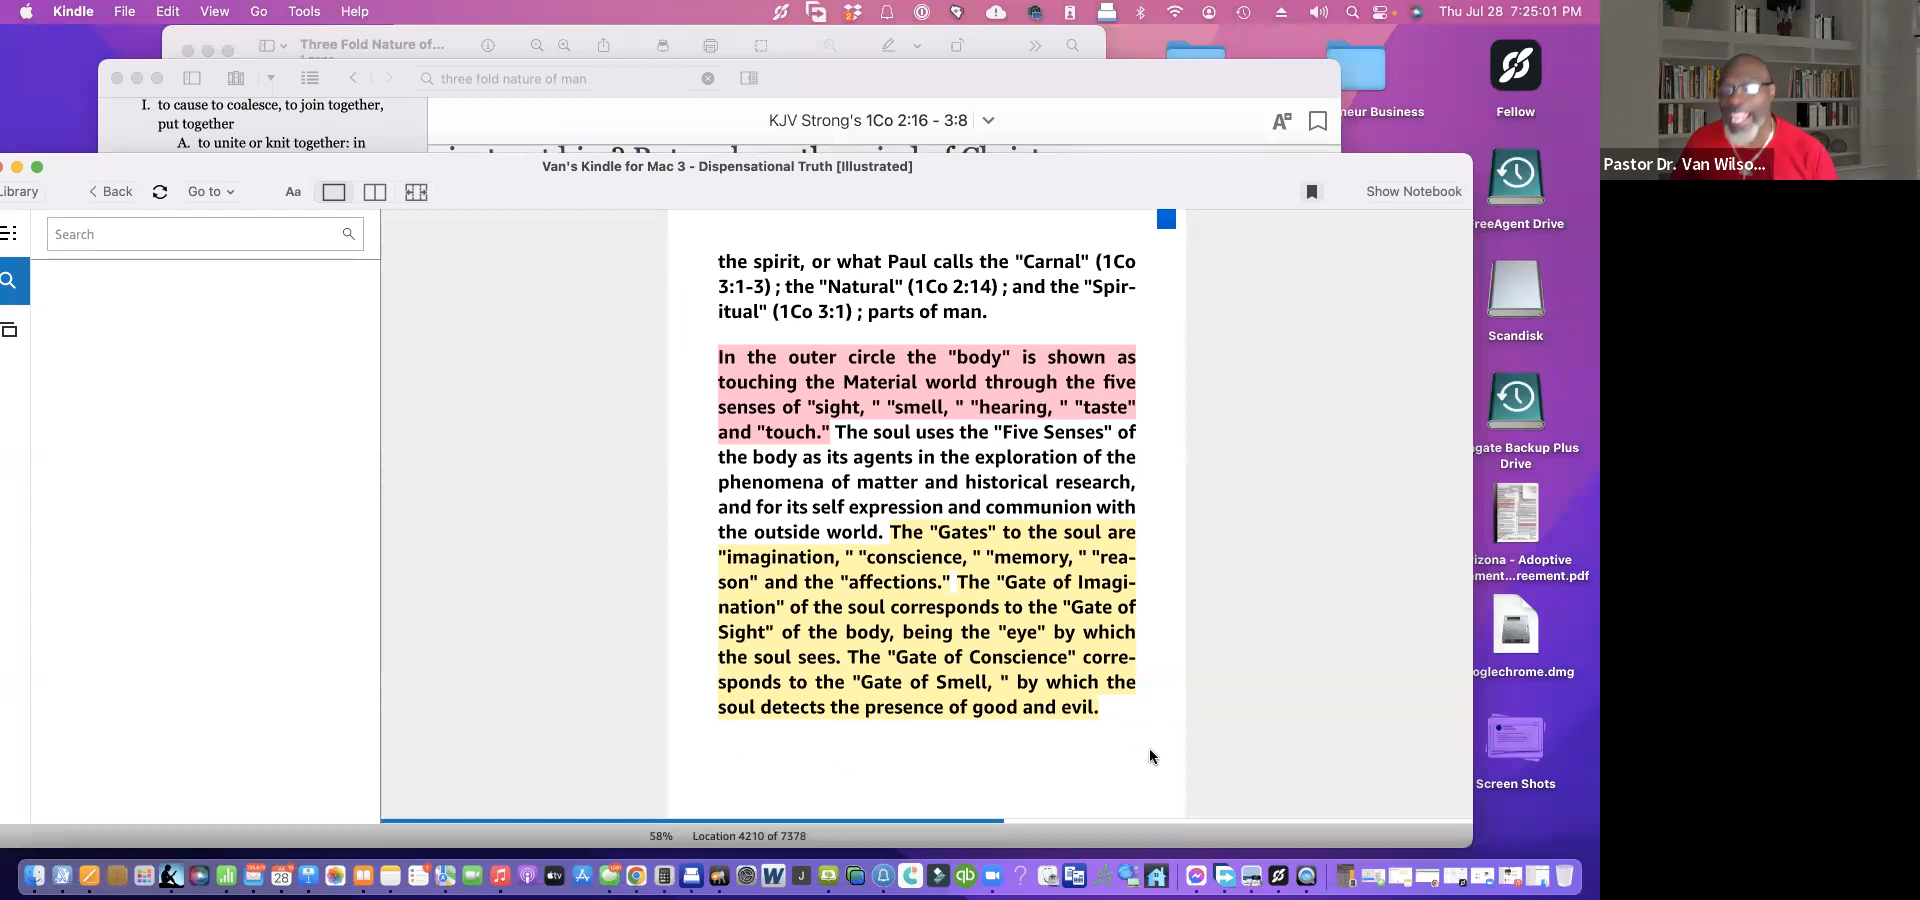 Kindle File Edit View Go Tools Help
Thu Jul 28 7:25:01 PM
Three Fold Nature of...
three fold nature of man
I. to cause to coalesce, to join together,
put together
A. to unite or knit together: in
KJV Strong's 1Co 2:16 - 3:8
Van's Kindle for Mac 3 - Dispensational Truth [Illustrated]
Library
Back
Go to
Aa
Show Notebook
Search
the spirit, or what Paul calls the "Carnal" (1Co
3:1-3) ; the "Natural" (1Co 2:14) ; and the "Spir-
itual" (1Co 3:1) ; parts of man.
In the outer circle the "body" is shown as
touching the Material world through the five
senses of "sight, " "smell, " "hearing, " "taste"
and "touch." The soul uses the "Five Senses" of
the body as its agents in the exploration of the
phenomena of matter and historical research,
and for its self expression and communion with
the outside world. The "Gates" to the soul are
"imagination, " "conscience, " "memory, " "rea-
son" and the "affections." The "Gate of Imagi-
nation" of the soul corresponds to the "Gate of
Sight" of the body, being the "eye" by which
the soul sees. The "Gate of Conscience" corre-
sponds to the "Gate of Smell, " by which the
soul detects the presence of good and evil.
58% Location 4210 of 7378
neur Business
Fellow
FreeAgent Drive
Scandisk
gate Backup Plus
Drive
rizona - Adoptive
ement...reement.pdf
oglechrome.dmg
Screen Shots
Pastor Dr. Van Wilso...